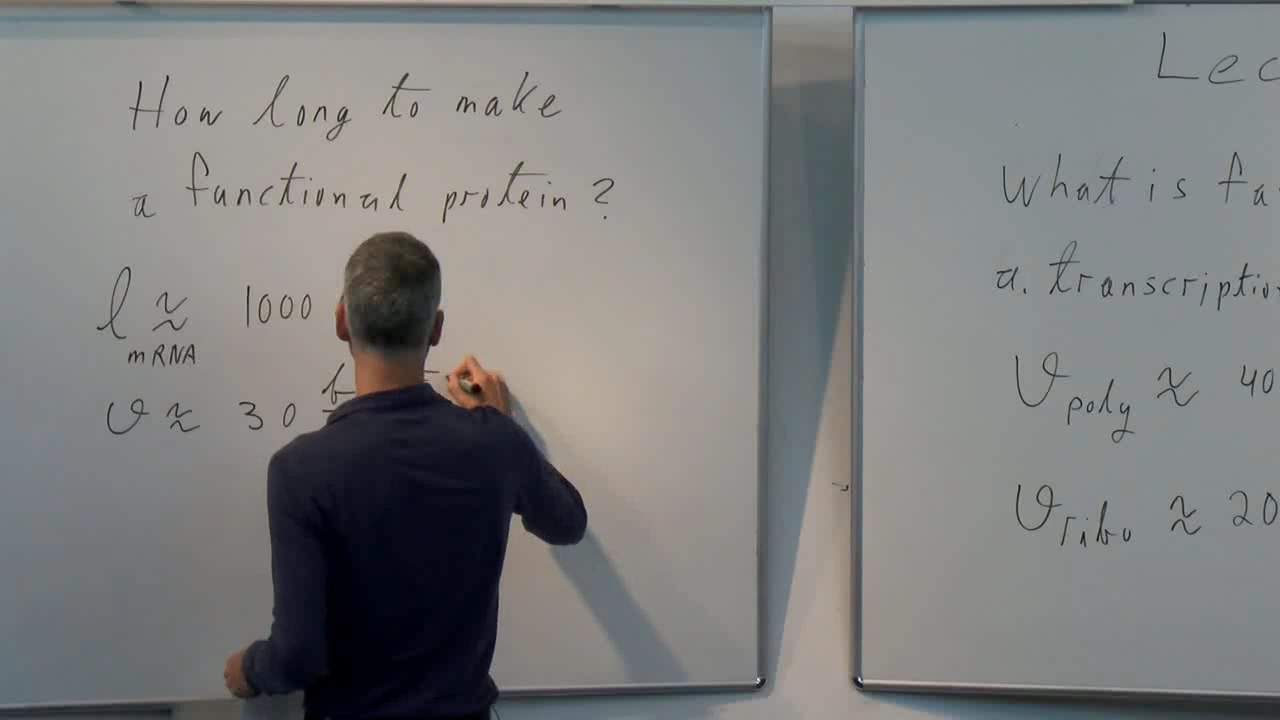 How long to make
a functional protein?
l ≈ 1000
mRNA
v ≈ 30
Lec
What is fa
a. transcriptio
v poly ≈ 40
v ribo ≈ 20